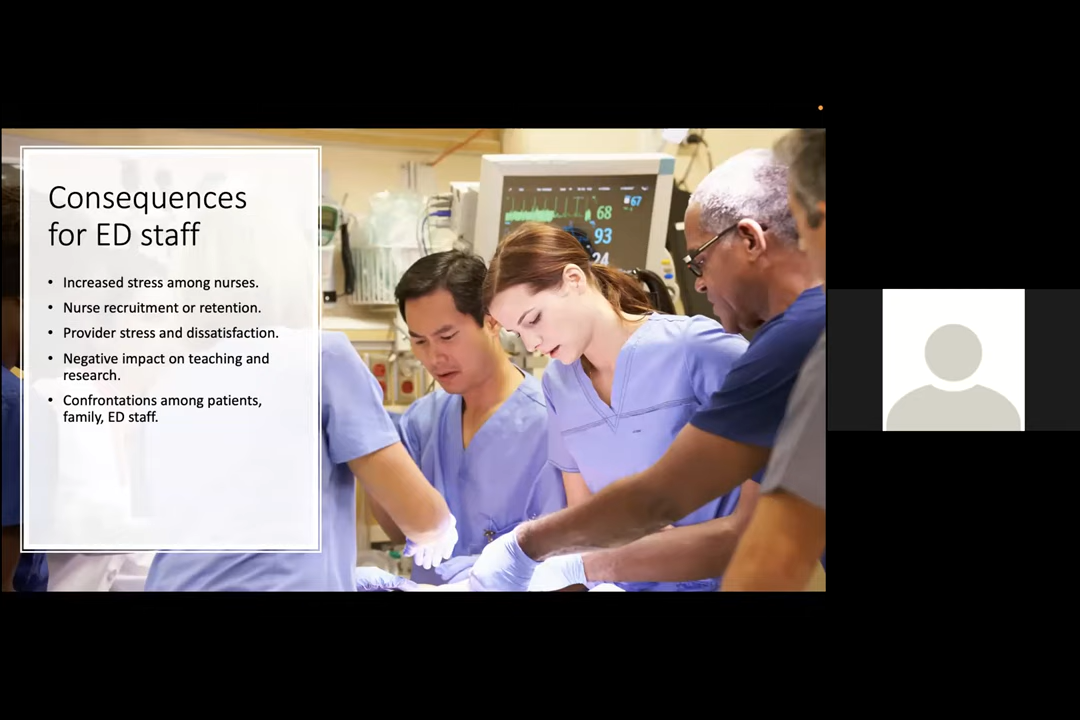 Consequences
for ED staff
• Increased stress among nurses.
• Nurse recruitment or retention.
• Provider stress and dissatisfaction.
• Negative impact on teaching and
research.
• Confrontations among patients,
family, ED staff.
68
67
93
24